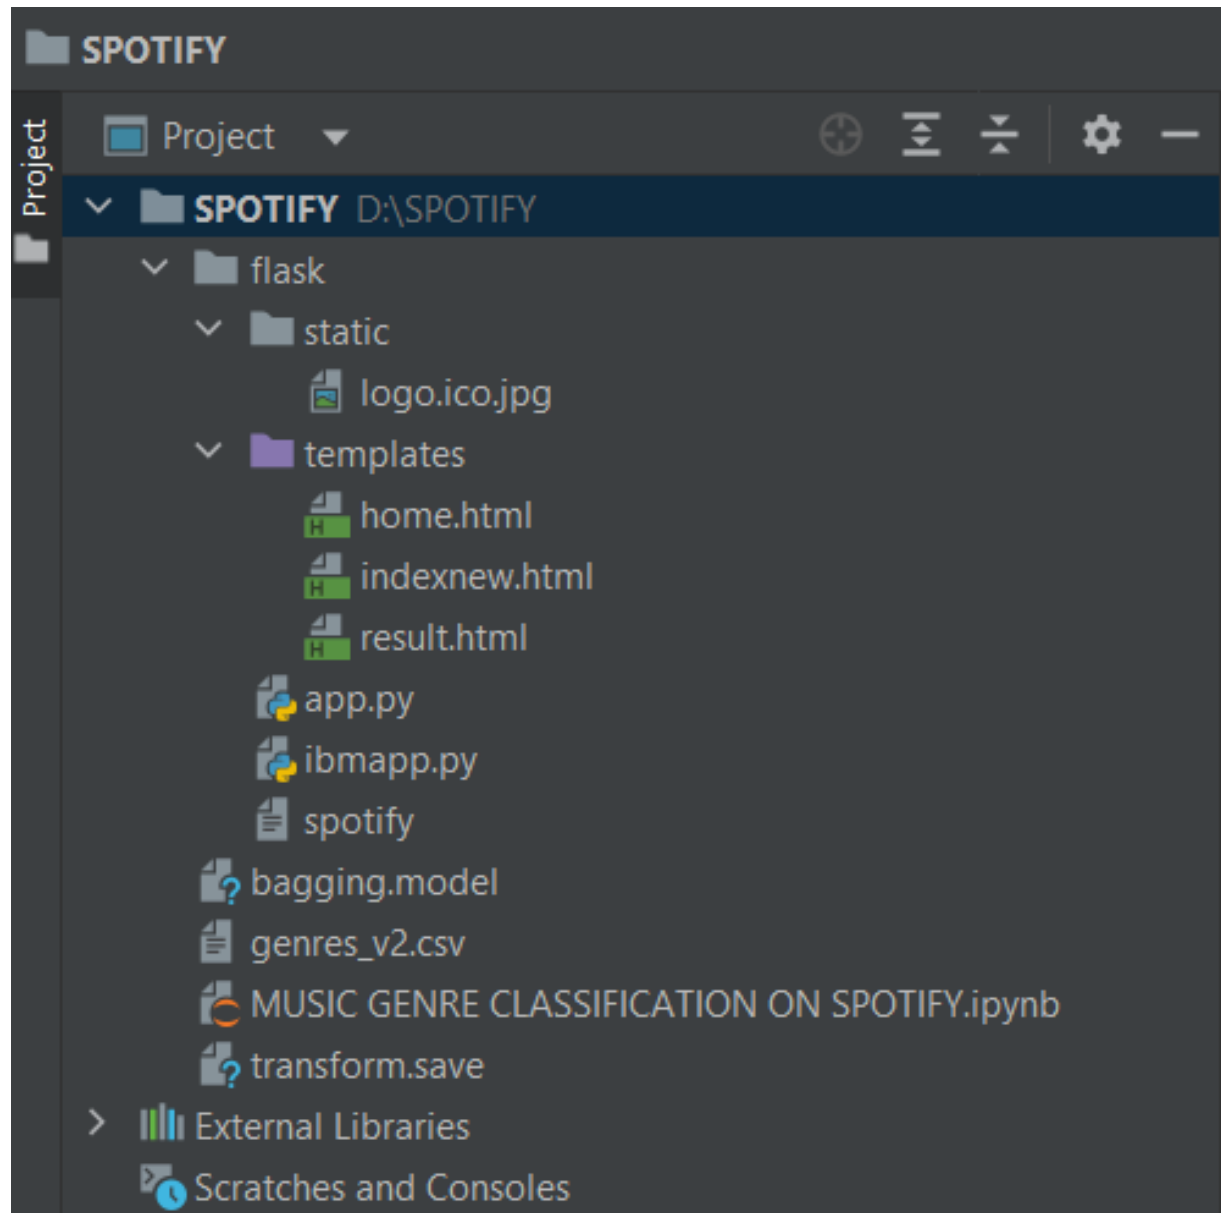 SPOTIFY
Project
Project
SPOTIFY D:\SPOTIFY
flask
static
logo.ico.jpg
templates
home.html
indexnew.html
result.html
app.py
ibmapp.py
spotify
bagging.model
genres_v2.csv
MUSIC GENRE CLASSIFICATION ON SPOTIFY.ipynb
transform.save
External Libraries
Scratches and Consoles